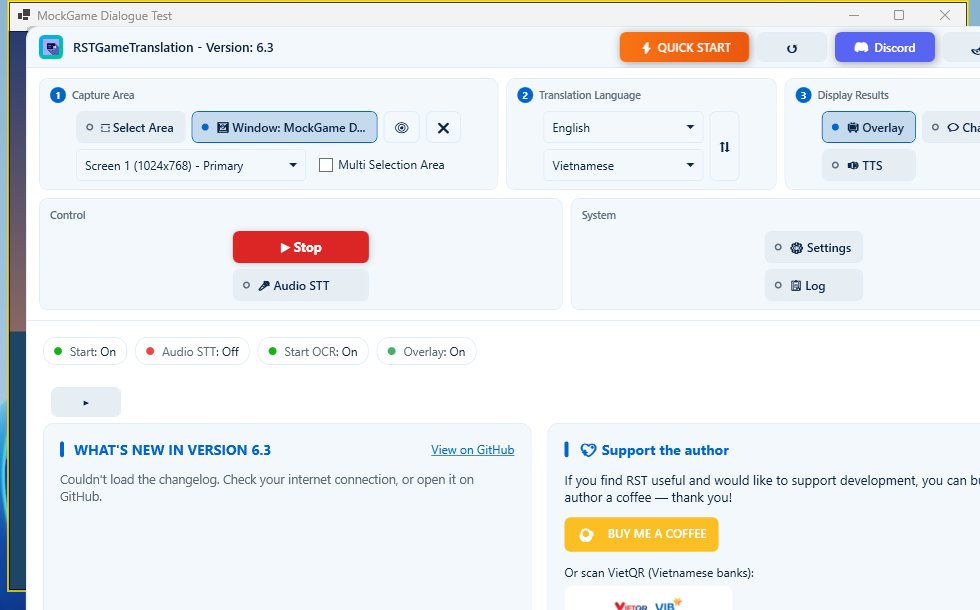 MockGame Dialogue Test
RSTGameTranslation - Version: 6.3
QUICK START
Discord
1 Capture Area
Select Area
Window: MockGame D...
Screen 1 (1024x768) - Primary
Multi Selection Area
2 Translation Language
English
Vietnamese
3 Display Results
Overlay
Cha
TTS
Control
Stop
Audio STT
System
Settings
Log
Start: On
Audio STT: Off
Start OCR: On
Overlay: On
WHAT'S NEW IN VERSION 6.3
View on GitHub
Couldn't load the changelog. Check your internet connection, or open it on
GitHub.
Support the author
If you find RST useful and would like to support development, you can bu
author a coffee — thank you!
BUY ME A COFFEE
Or scan VietQR (Vietnamese banks):
VIETQR VIB